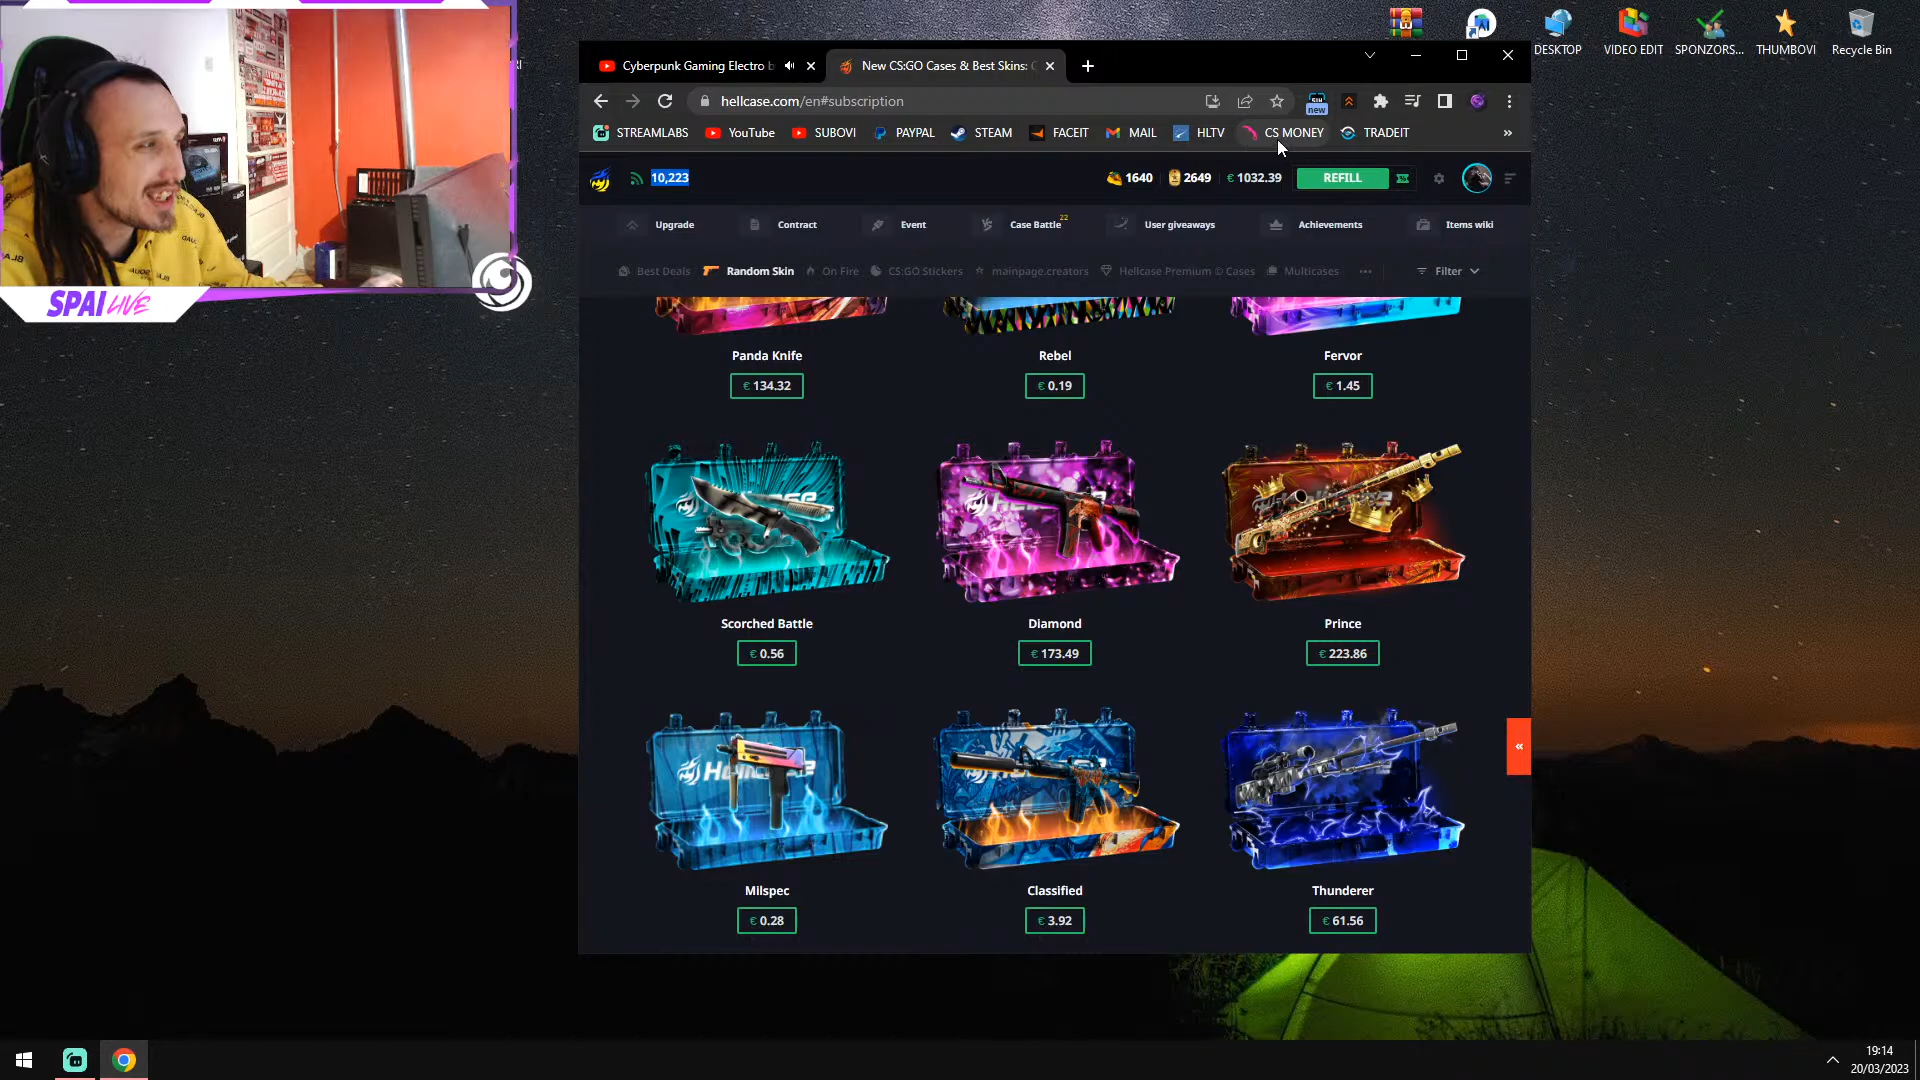 DESKTOP
VIDEO EDIT
SPONZORS...
THUMBOVI
Recycle Bin
SPAI LIVE
Cyberpunk Gaming Electro b
New CS:GO Cases & Best Skins:
hellcase.com/en#subscription
new
STREAMLABS
YouTube
SUBOVI
PAYPAL
STEAM
FACEIT
MAIL
HLTV
CS MONEY
TRADEIT
10,223
1640
2649
€ 1032.39
REFILL
Upgrade
Contract
Event
Case Battle 22
User giveaways
Achievements
Items wiki
Best Deals
Random Skin
On Fire
CS:GO Stickers
mainpage.creators
Hellcase Premium © Cases
Multicases
Filter
Panda Knife
€ 134.32
Rebel
€ 0.19
Fervor
€ 1.45
Scorched Battle
€ 0.56
Diamond
€ 173.49
Prince
€ 223.86
Milspec
€ 0.28
Classified
€ 3.92
Thunderer
€ 61.56
19:14
20/03/2023